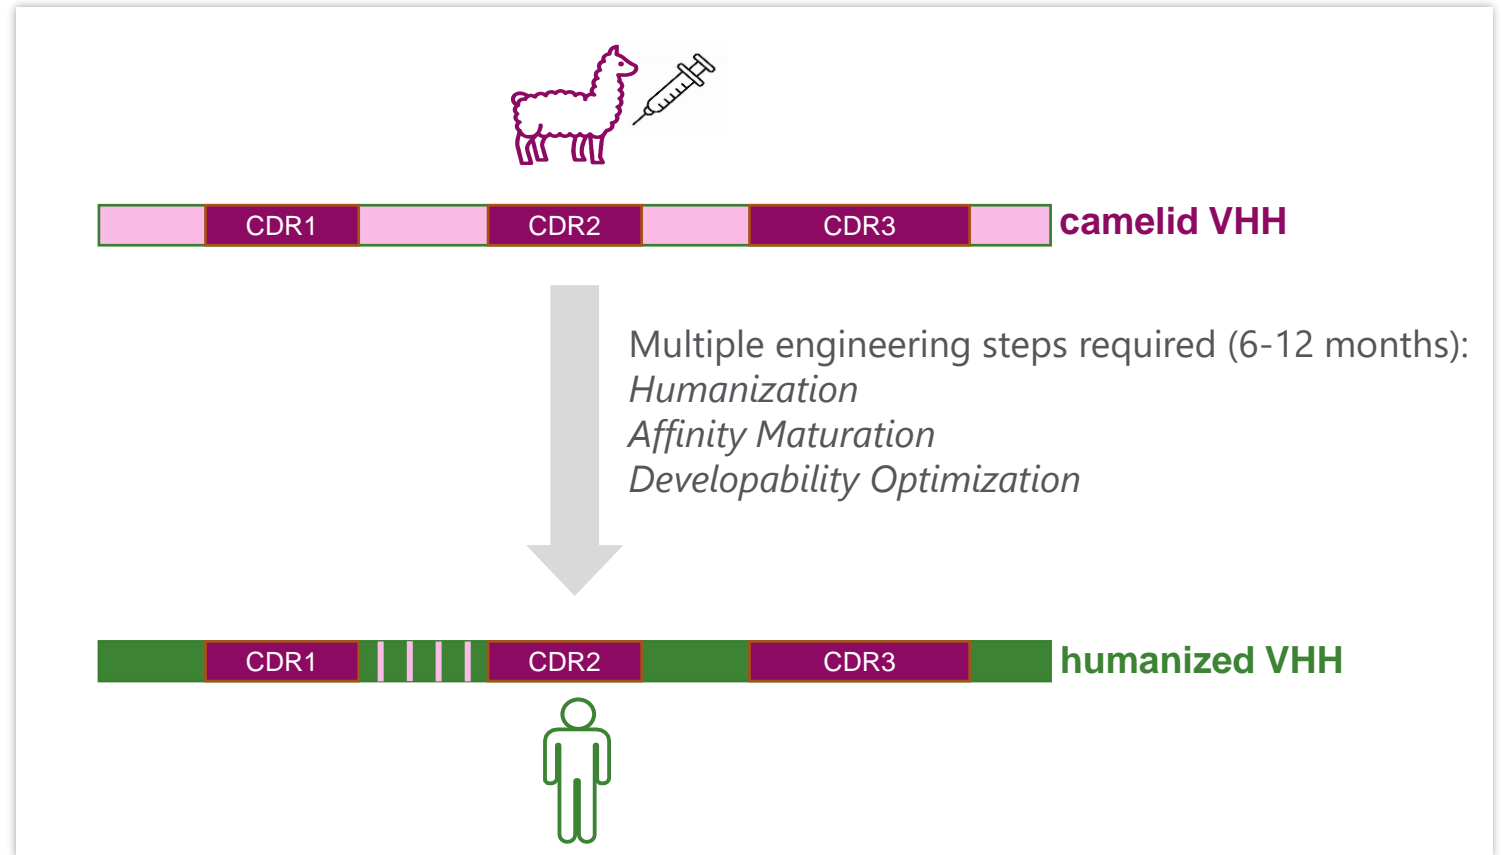 CDR1 CDR2 CDR3 camelid VHH
Multiple engineering steps required (6-12 months):
Humanization
Affinity Maturation
Developability Optimization
CDR1 CDR2 CDR3 humanized VHH